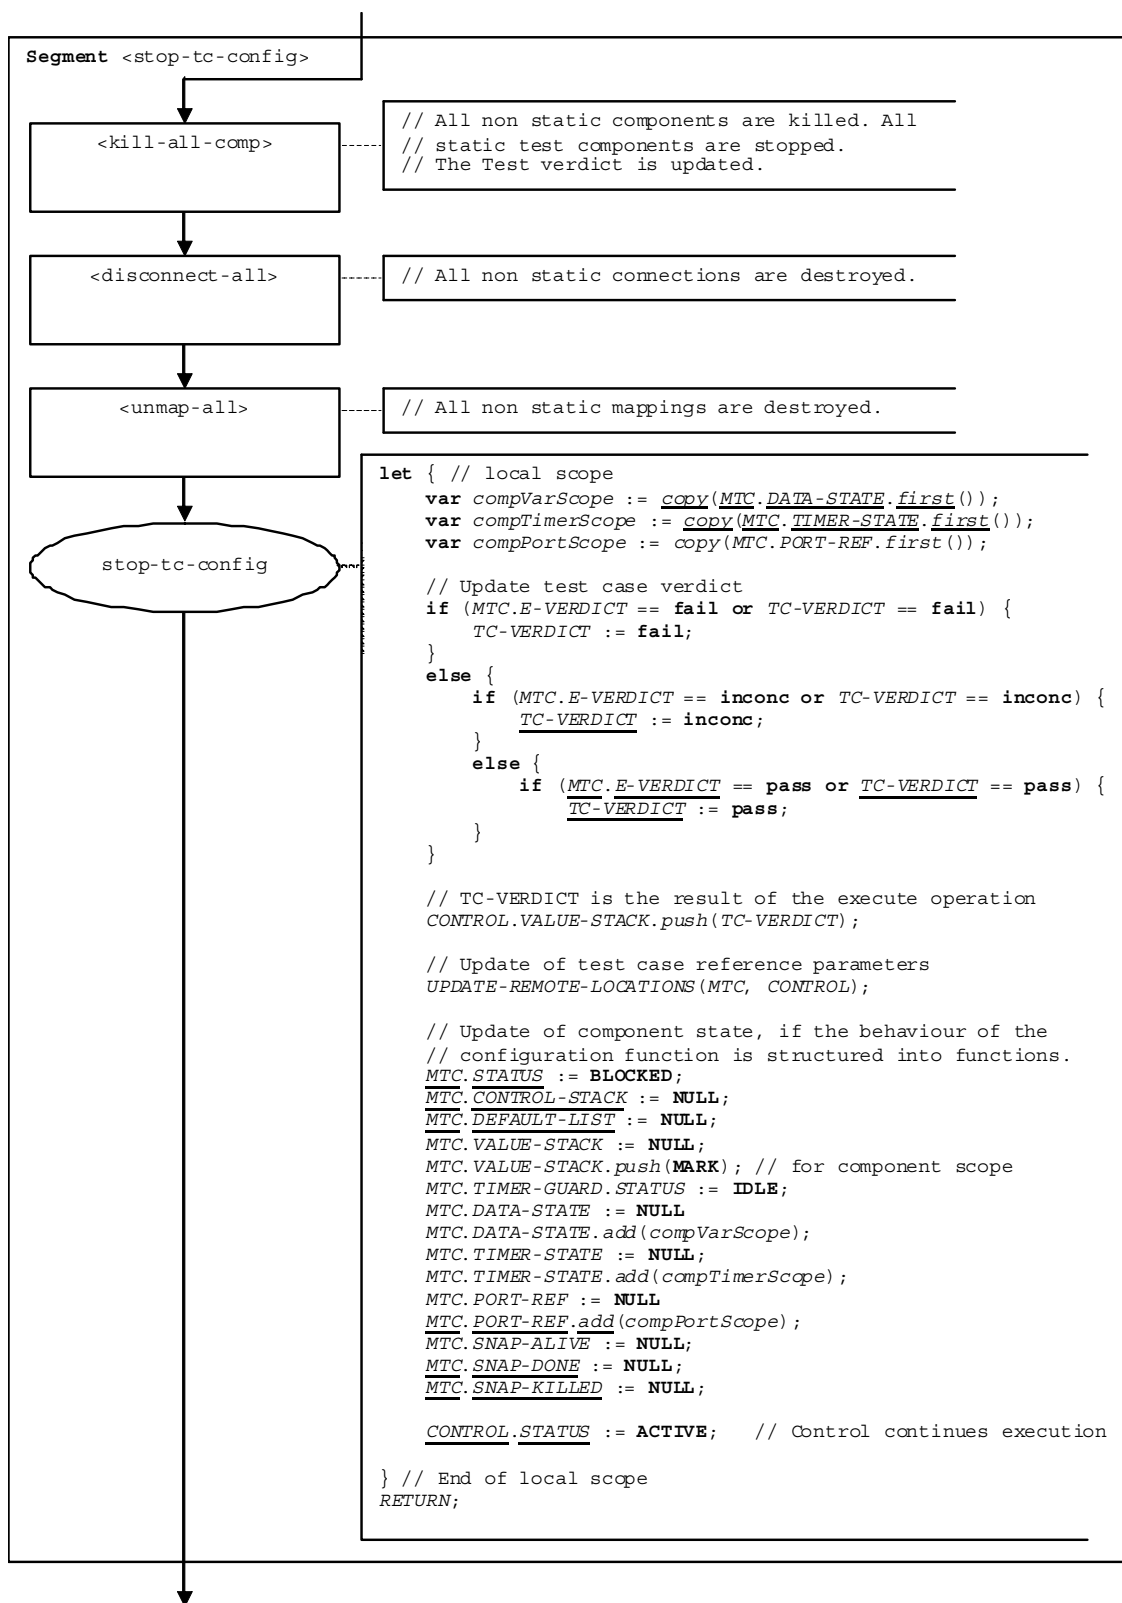 Segment <stop-tc-config>
<kill-all-comp>
// All non static components are killed. All
// static test components are stopped.
// The Test verdict is updated.
<disconnect-all>
// All non static connections are destroyed.
<unmap-all>
// All non static mappings are destroyed.
stop-tc-config
let { // local scope
var compVarScope := copy(MTC.DATA-STATE.first());
var compTimerScope := copy(MTC.TIMER-STATE.first());
var compPortScope := copy(MTC.PORT-REF.first());
// Update test case verdict
if (MTC.E-VERDICT == fail or TC-VERDICT == fail) {
TC-VERDICT := fail;
}
else {
if (MTC.E-VERDICT == inconc or TC-VERDICT == inconc) {
TC-VERDICT := inconc;
}
else {
if (MTC.E-VERDICT == pass or TC-VERDICT == pass) {
TC-VERDICT := pass;
}
}
// TC-VERDICT is the result of the execute operation
CONTROL.VALUE-STACK.push(TC-VERDICT);
// Update of test case reference parameters
UPDATE-REMOTE-LOCATIONS(MTC, CONTROL);
// Update of component state, if the behaviour of the
// configuration function is structured into functions.
MTC.STATUS := BLOCKED;
MTC.CONTROL-STACK := NULL;
MTC.DEFAULT-LIST := NULL;
MTC.VALUE-STACK := NULL;
MTC.VALUE-STACK.push(MARK); // for component scope
MTC.TIMER-GUARD.STATUS := IDLE;
MTC.DATA-STATE := NULL
MTC.DATA-STATE.add(compVarScope);
MTC.TIMER-STATE := NULL;
MTC.TIMER-STATE.add(compTimerScope);
MTC.PORT-REF := NULL
MTC.PORT-REF.add(compPortScope);
MTC.SNAP-ALIVE := NULL;
MTC.SNAP-DONE := NULL;
MTC.SNAP-KILLED := NULL;
CONTROL.STATUS := ACTIVE; // Control continues execution
} // End of local scope
RETURN;